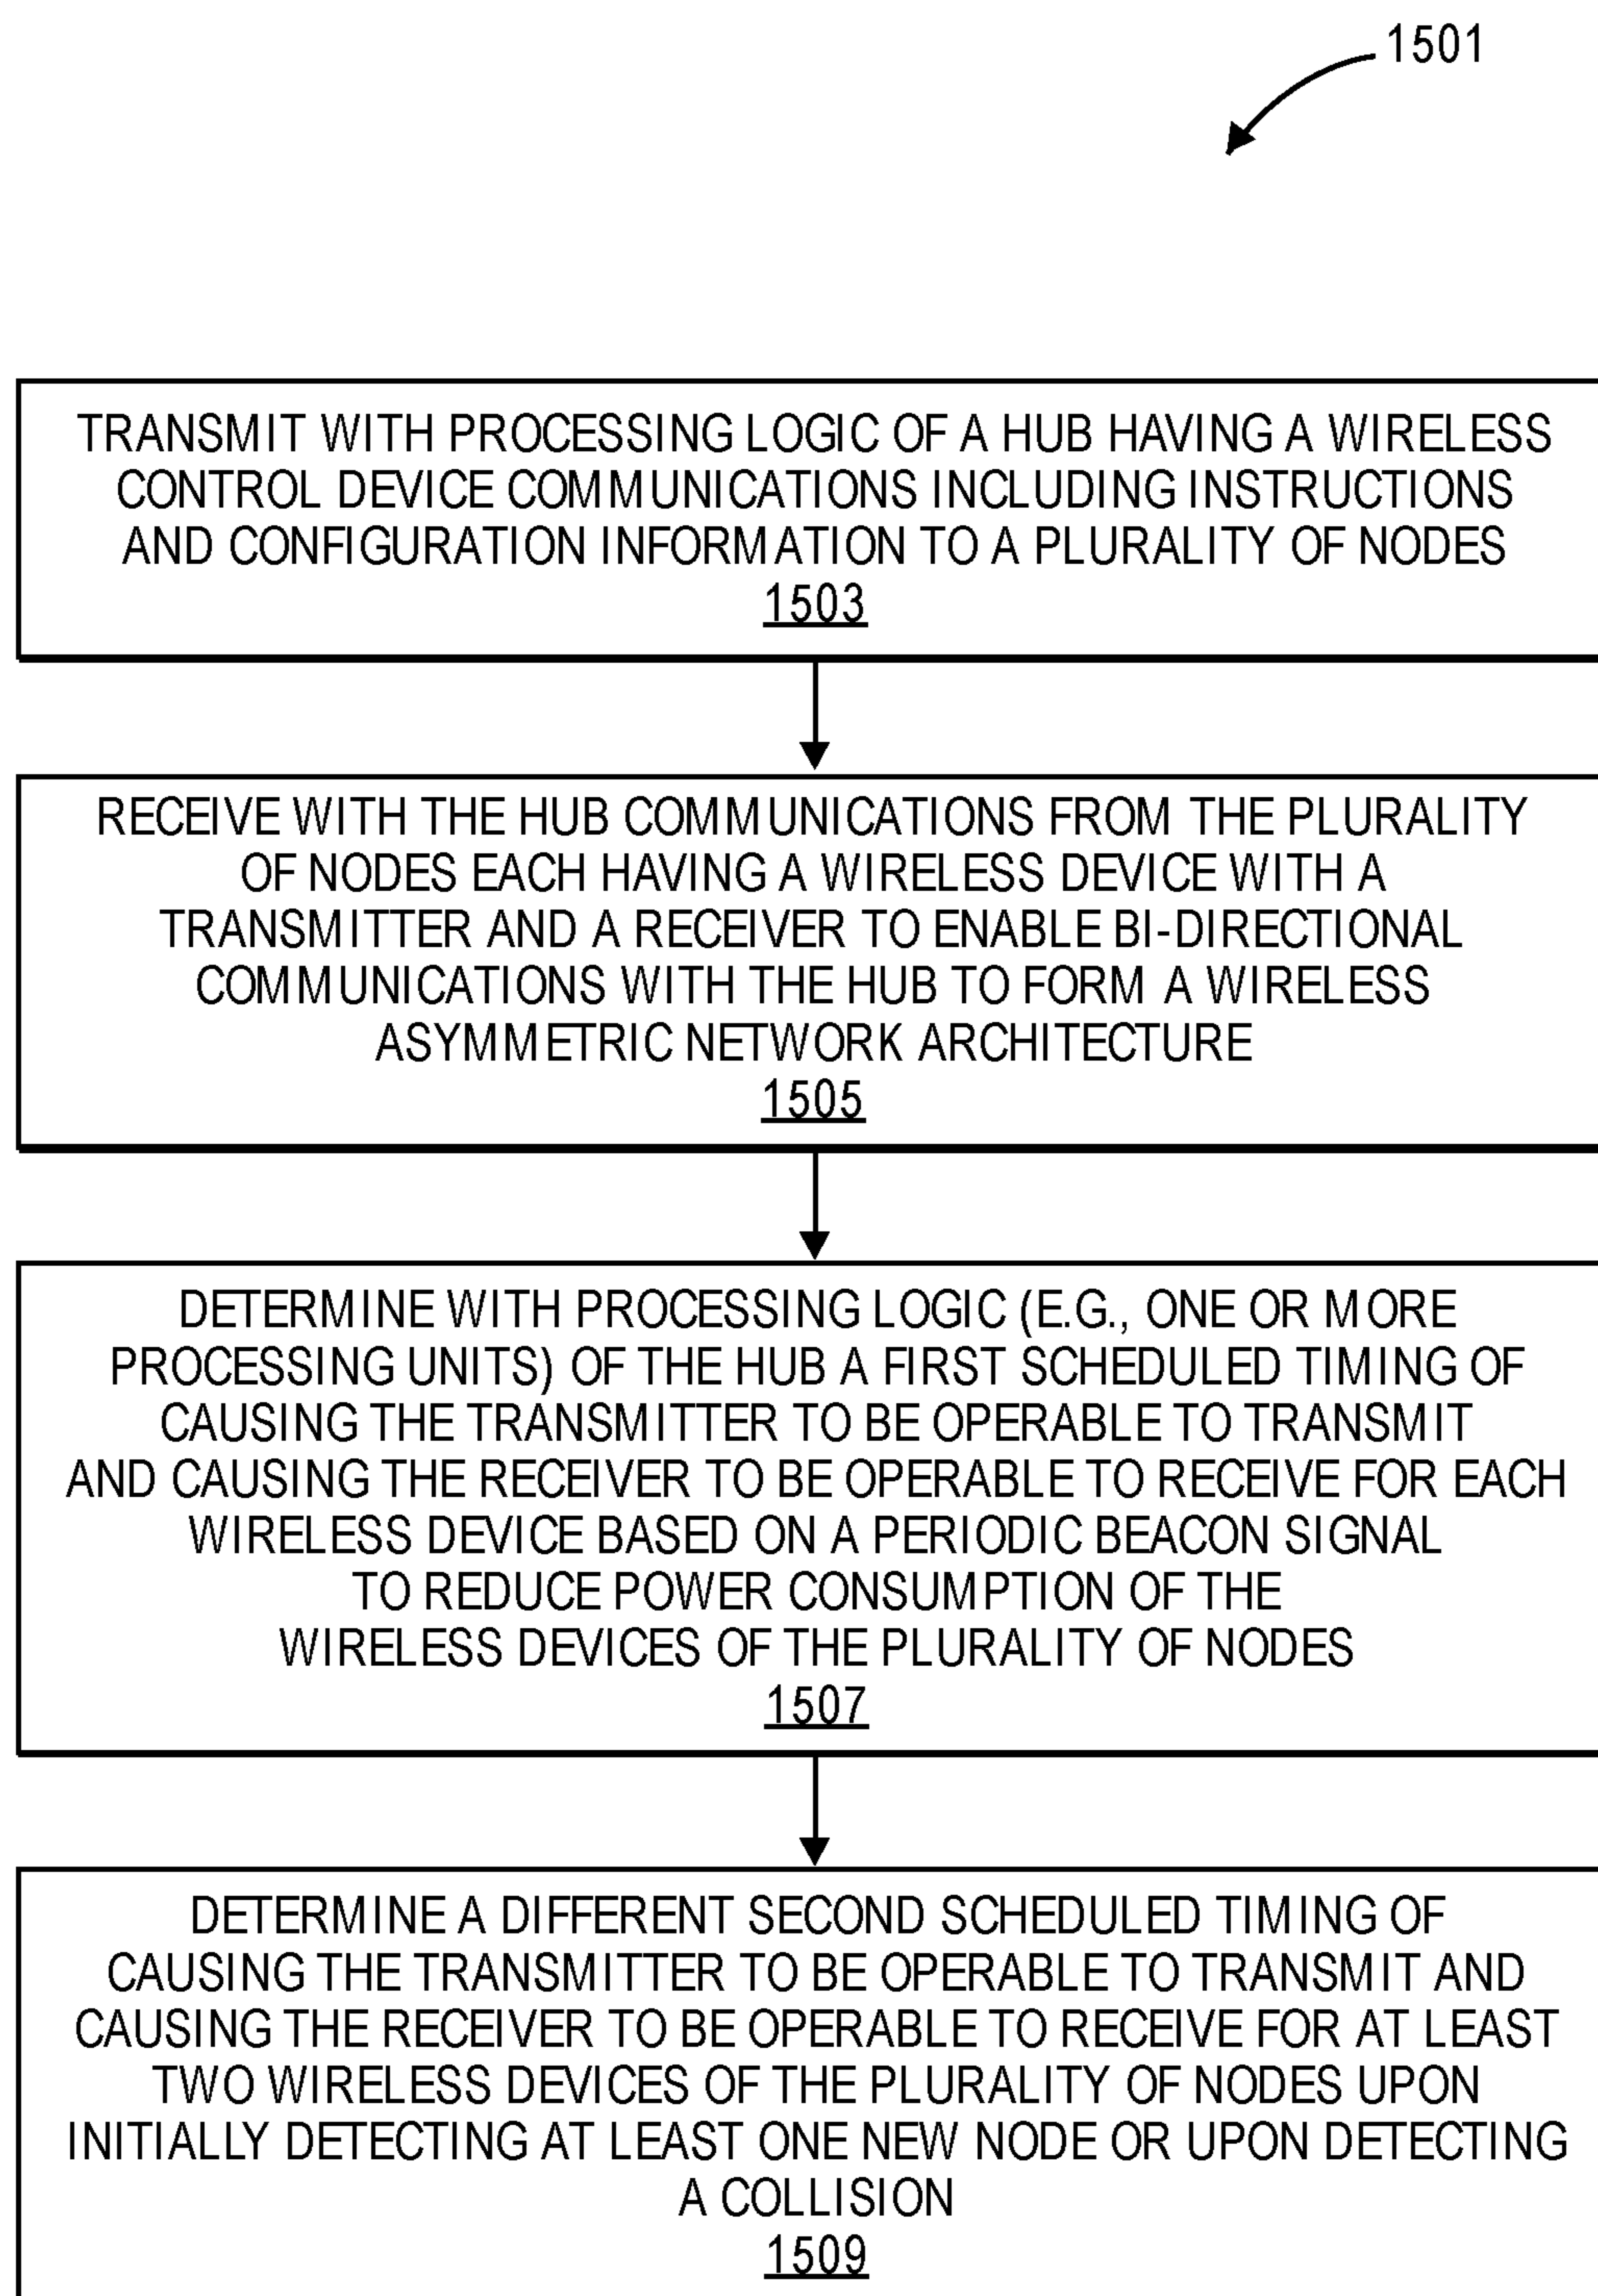 1501
TRANSMIT WITH PROCESSING LOGIC OF A HUB HAVING A WIRELESS
CONTROL DEVICE COMMUNICATIONS INCLUDING INSTRUCTIONS
AND CONFIGURATION INFORMATION TO A PLURALITY OF NODES
1503
RECEIVE WITH THE HUB COMMUNICATIONS FROM THE PLURALITY
OF NODES EACH HAVING A WIRELESS DEVICE WITH A
TRANSMITTER AND A RECEIVER TO ENABLE BI-DIRECTIONAL
COMMUNICATIONS WITH THE HUB TO FORM A WIRELESS
ASYMMETRIC NETWORK ARCHITECTURE
1505
DETERMINE WITH PROCESSING LOGIC (E.G., ONE OR MORE
PROCESSING UNITS) OF THE HUB A FIRST SCHEDULED TIMING OF
CAUSING THE TRANSMITTER TO BE OPERABLE TO TRANSMIT
AND CAUSING THE RECEIVER TO BE OPERABLE TO RECEIVE FOR EACH
WIRELESS DEVICE BASED ON A PERIODIC BEACON SIGNAL
TO REDUCE POWER CONSUMPTION OF THE
WIRELESS DEVICES OF THE PLURALITY OF NODES
1507
DETERMINE A DIFFERENT SECOND SCHEDULED TIMING OF
CAUSING THE TRANSMITTER TO BE OPERABLE TO TRANSMIT AND
CAUSING THE RECEIVER TO BE OPERABLE TO RECEIVE FOR AT LEAST
TWO WIRELESS DEVICES OF THE PLURALITY OF NODES UPON
INITIALLY DETECTING AT LEAST ONE NEW NODE OR UPON DETECTING
A COLLISION
1509